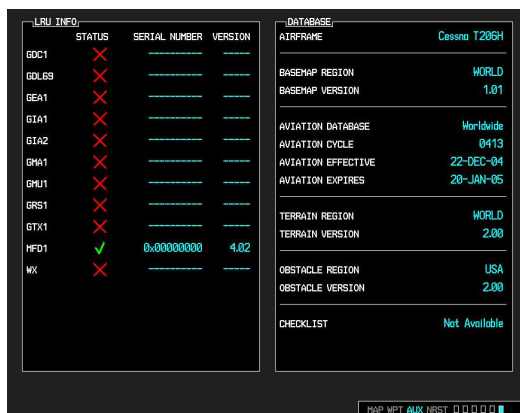 LRU INFO
STATUS SERIAL NUMBER VERSION
GDC1 ---------- -----
GDL69 ---------- -----
GEA1 ---------- -----
GIA1 ---------- -----
GIA2 ---------- -----
GMA1 ---------- -----
GMU1 ---------- -----
GRS1 ---------- -----
GTX1 ---------- -----
MFD1 0x00000000 4.02
WX ---------- -----
DATABASE
AIRFRAME Cessna T206H
BASEMAP REGION WORLD
BASEMAP VERSION 1.01
AVIATION DATABASE Worldwide
AVIATION CYCLE 0413
AVIATION EFFECTIVE 22-DEC-04
AVIATION EXPIRES 20-JAN-05
TERRAIN REGION WORLD
TERRAIN VERSION 2.00
OBSTACLE REGION USA
OBSTACLE VERSION 2.00
CHECKLIST Not Available
MAP WPT AUX NRST